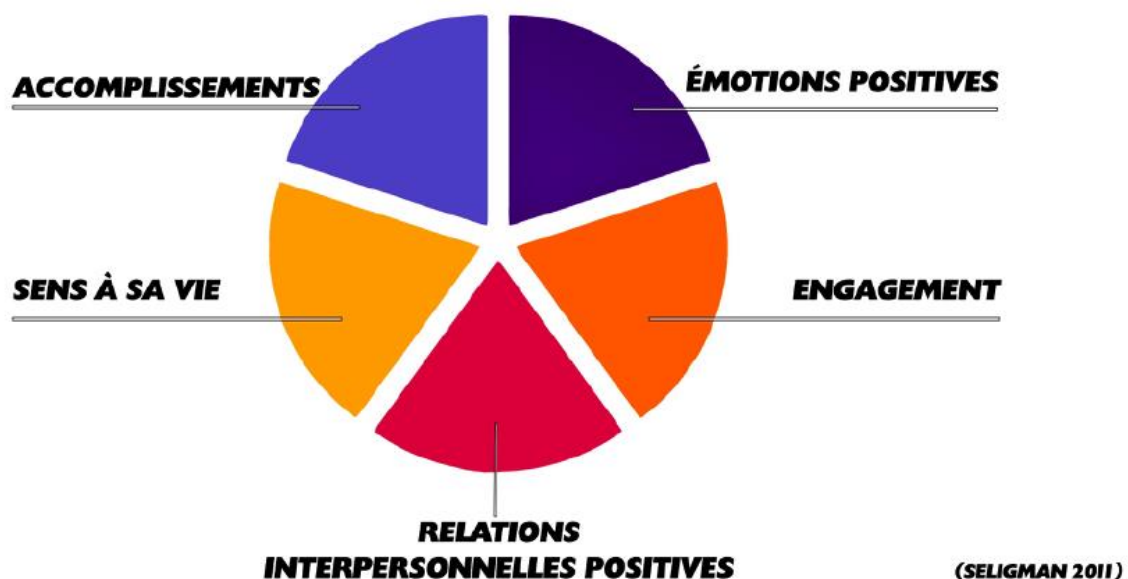 ACCOMPLISSEMENTS
ÉMOTIONS POSITIVES
SENS À SA VIE
ENGAGEMENT
RELATIONS
INTERPERSONNELLES POSITIVES
(SELIGMAN 2011)